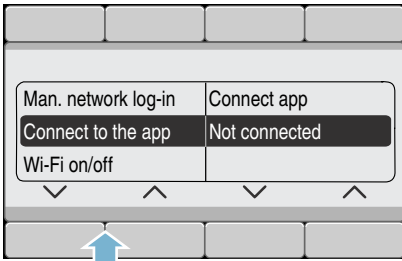 Man. network log-in Connect app
Connect to the app Not connected
Wi-Fi on/off